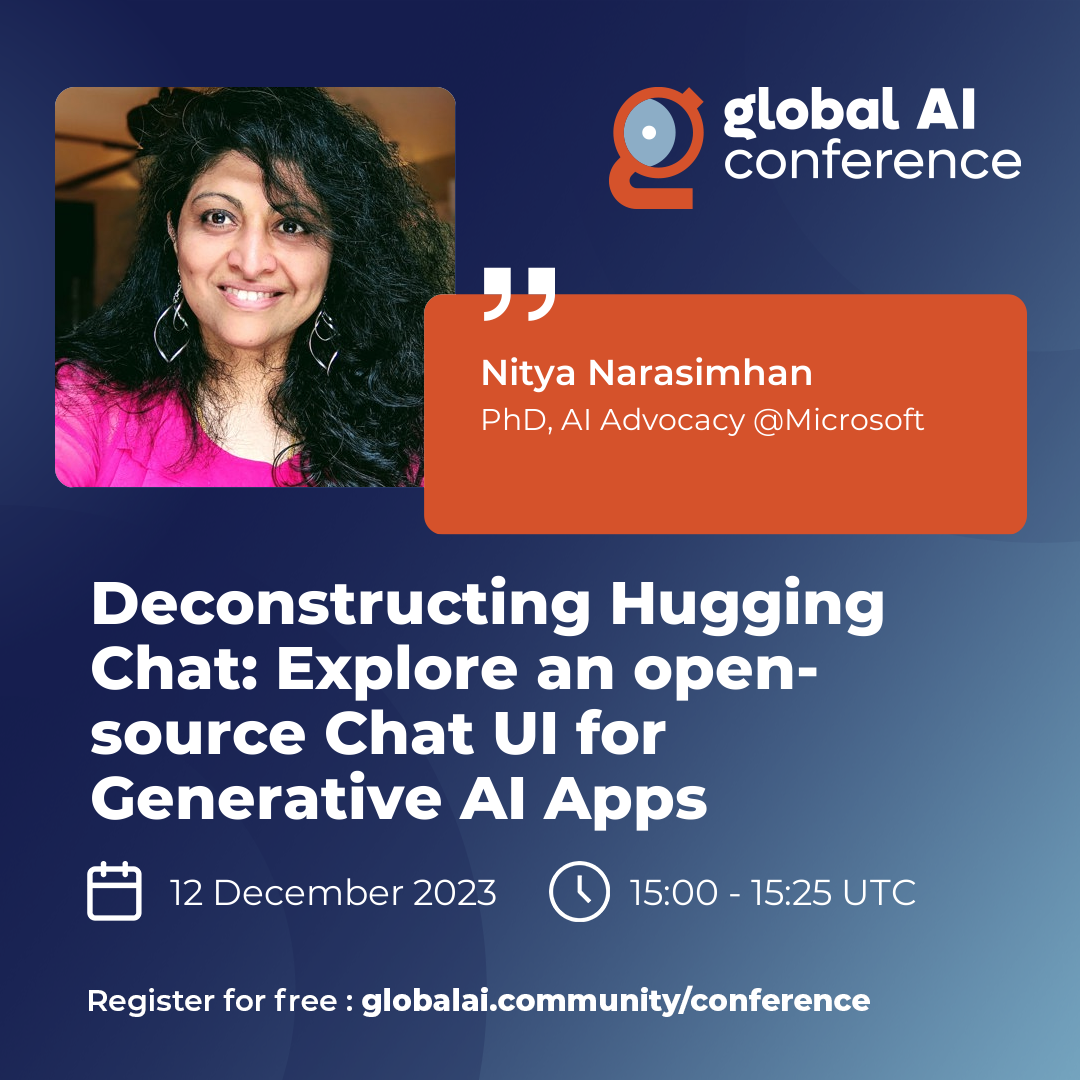 global AI
conference
Nitya Narasimhan
PhD, AI Advocacy @Microsoft
Deconstructing Hugging
Chat: Explore an open-
source Chat UI for
Generative AI Apps
12 December 2023
15:00 - 15:25 UTC
Register for free : globalai.community/conference